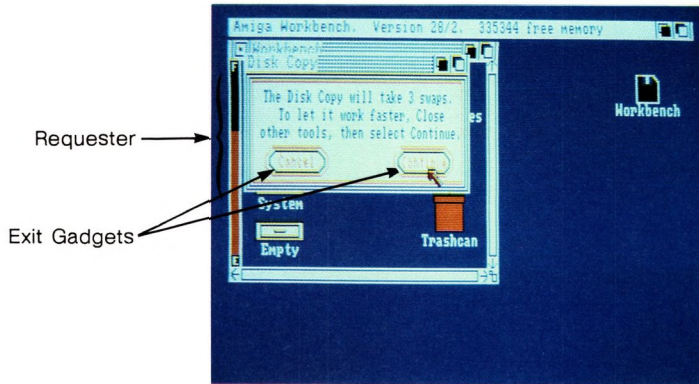 Amiga Workbench. Version 28/2. 335344 free memory
Workbench
Disk Copy
The Disk Copy will take 3 swaps.
To let it work faster, Close
other tools, then select Continue.
Cancel
Workbench
System
Empty
Trashcan
Requester
Exit Gadgets